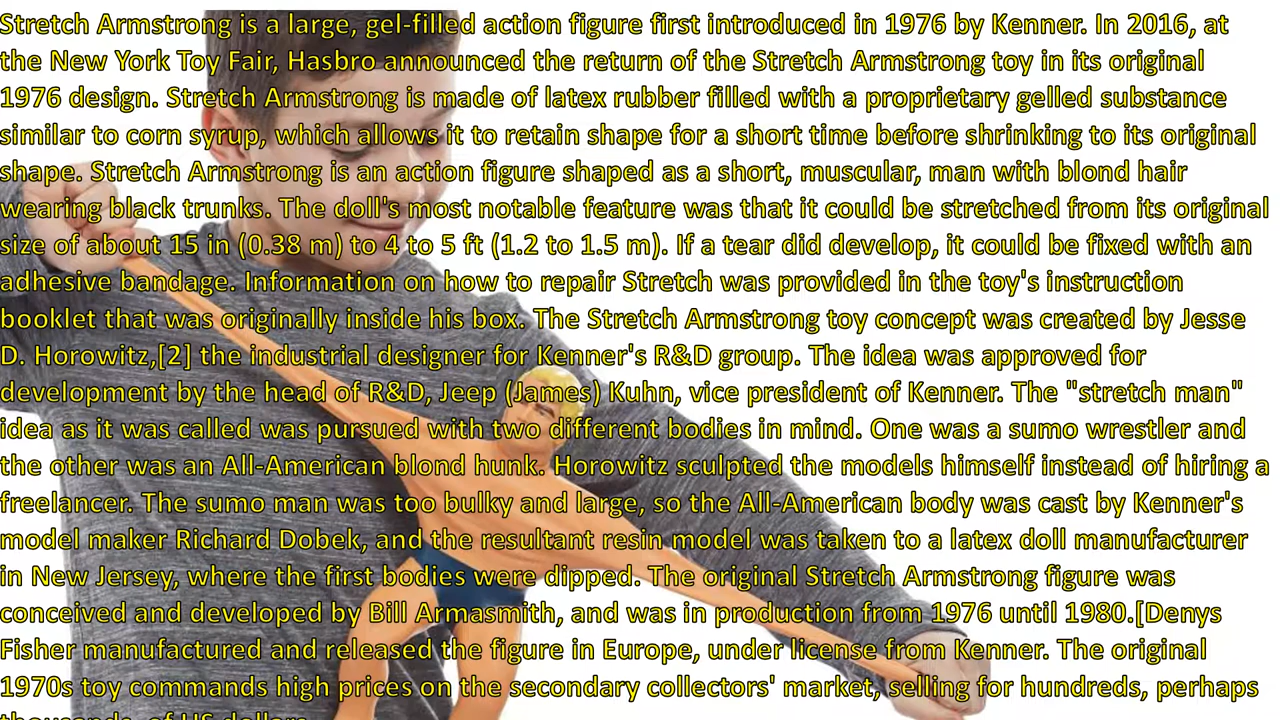 Stretch Armstrong is a large, gel-filled action figure first introduced in 1976 by Kenner. In 2016, at
the New York Toy Fair, Hasbro announced the return of the Stretch Armstrong toy in its original
1976 design. Stretch Armstrong is made of latex rubber filled with a proprietary gelled substance
similar to corn syrup, which allows it to retain shape for a short time before shrinking to its original
shape. Stretch Armstrong is an action figure shaped as a short, muscular, man with blond hair
wearing black trunks. The doll's most notable feature was that it could be stretched from its original
size of about 15 in (0.38 m) to 4 to 5 ft (1.2 to 1.5 m). If a tear did develop, it could be fixed with an
adhesive bandage. Information on how to repair Stretch was provided in the toy's instruction
booklet that was originally inside his box. The Stretch Armstrong toy concept was created by Jesse
D. Horowitz,[2] the industrial designer for Kenner's R&D group. The idea was approved for
development by the head of R&D, Jeep (James) Kuhn, vice president of Kenner. The "stretch man"
idea as it was called was pursued with two different bodies in mind. One was a sumo wrestler and
the other was an All-American blond hunk. Horowitz sculpted the models himself instead of hiring a
freelancer. The sumo man was too bulky and large, so the All-American body was cast by Kenner's
model maker Richard Dobek, and the resultant resin model was taken to a latex doll manufacturer
in New Jersey, where the first bodies were dipped. The original Stretch Armstrong figure was
conceived and developed by Bill Armasmith, and was in production from 1976 until 1980.[Denys
Fisher manufactured and released the figure in Europe, under license from Kenner. The original
1970s toy commands high prices on the secondary collectors' market, selling for hundreds, perhaps
thousands, of US dollars